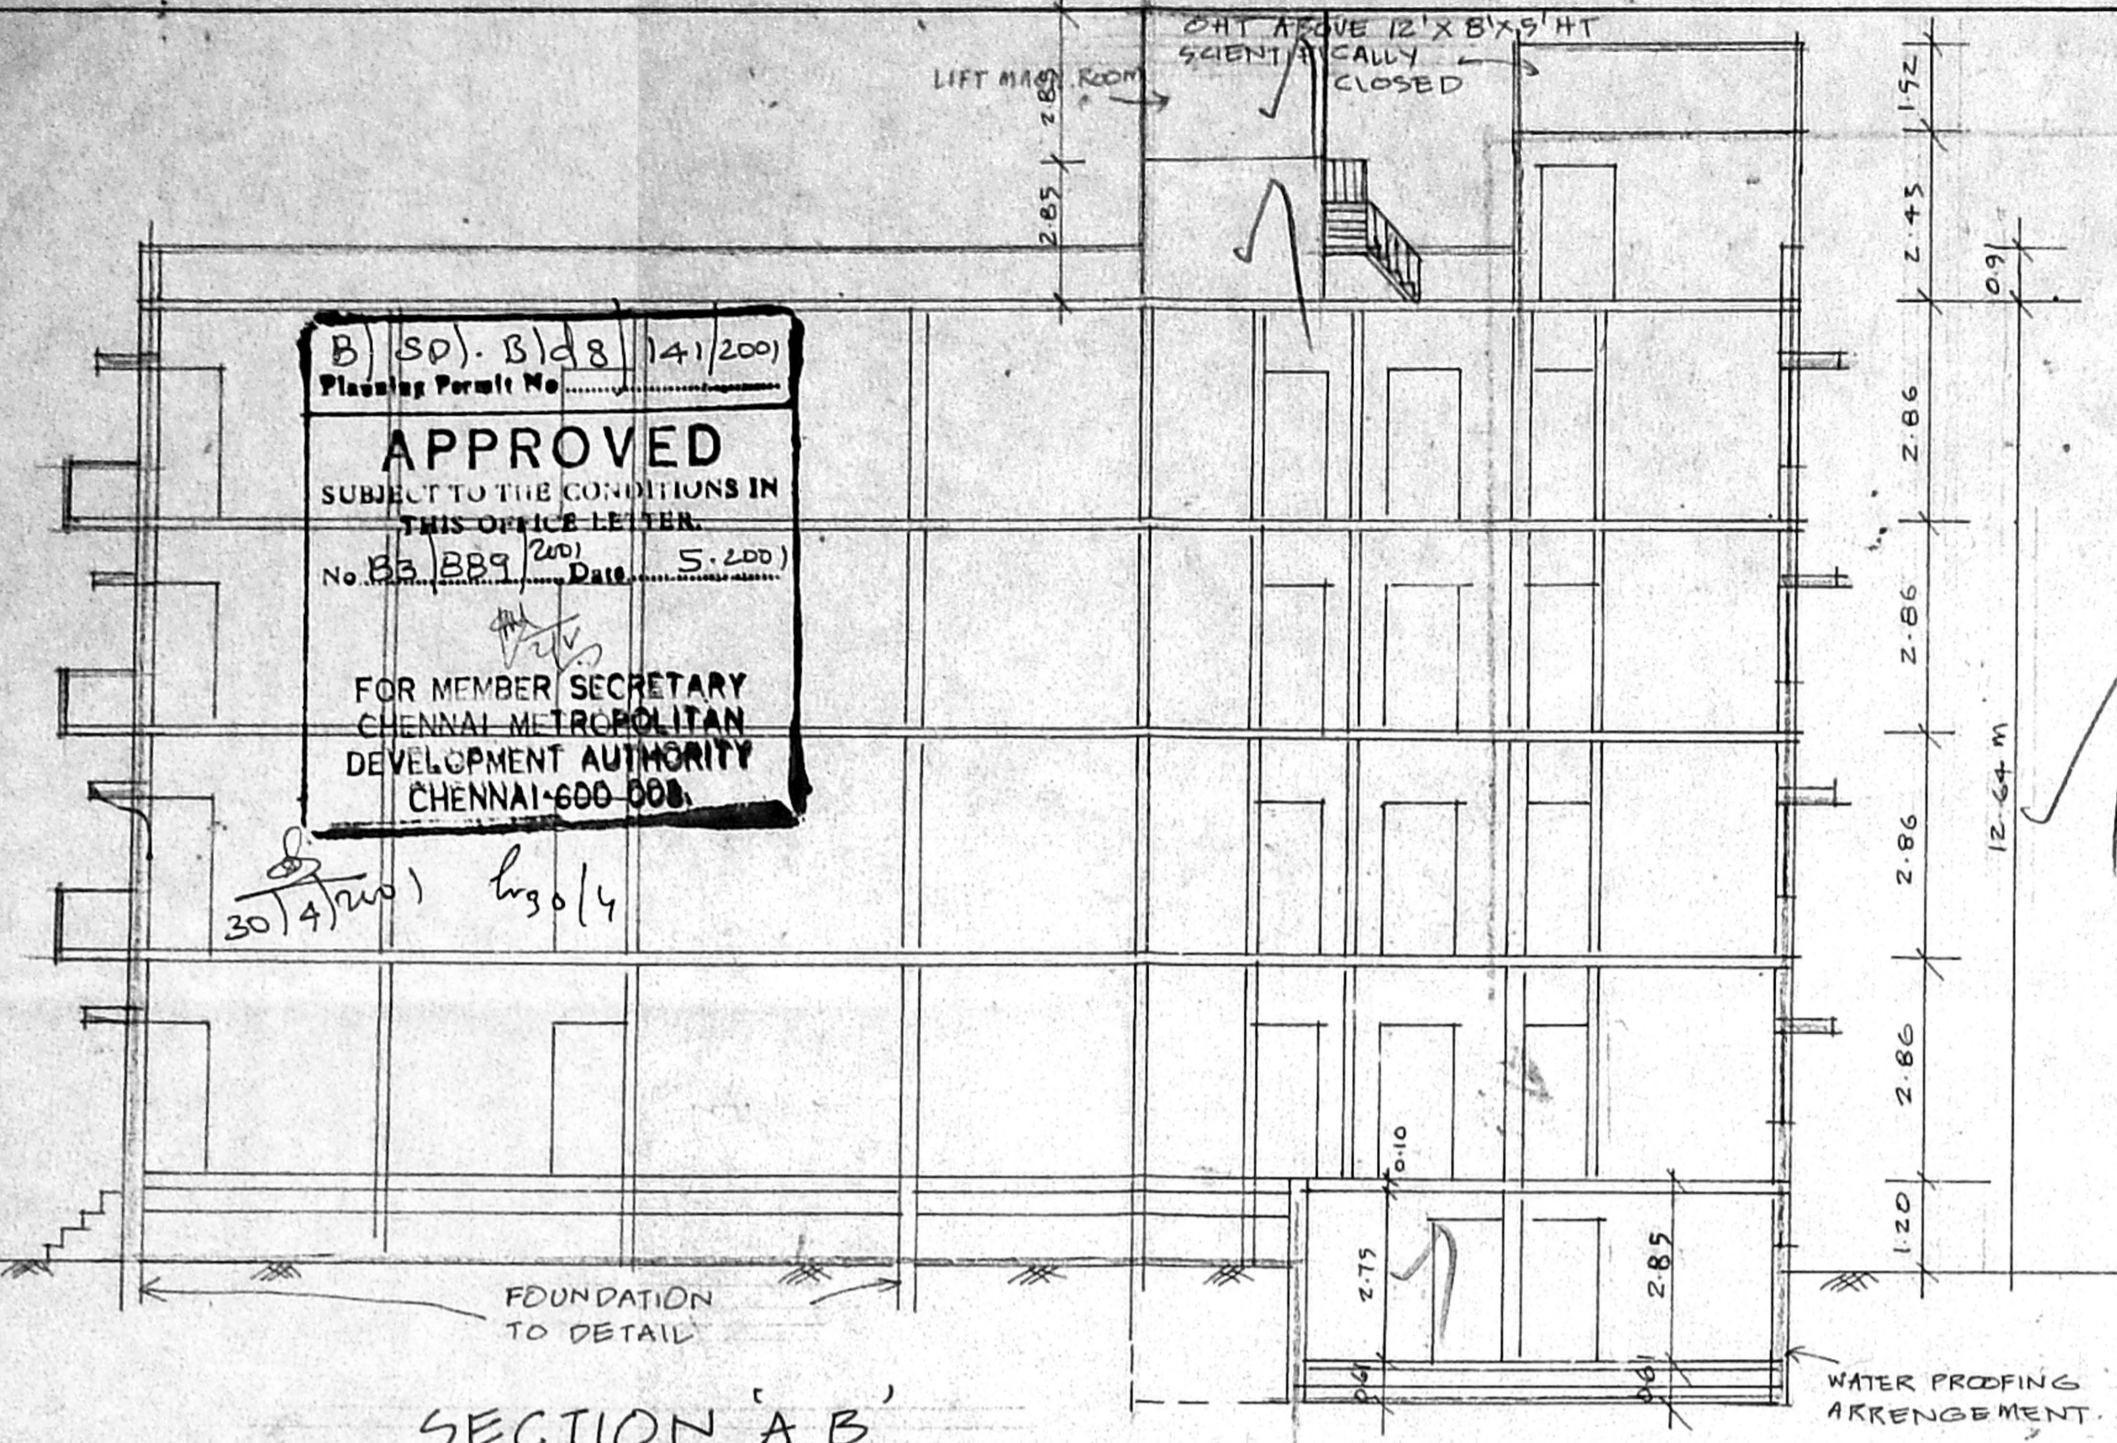 OHT ABOVE 12' X 8' X 5' HT
SCIENTIFICALLY
CLOSED
LIFT MACH. ROOM
2.85
2.85
1.52
2.43
0.91
2.86
2.86
2.86
2.86
1.20
12.64 m
Planning Permit No
141/2001
APPROVED
SUBJECT TO THE CONDITIONS IN
THIS OFFICE LETTER.
No. B3/889/2001 Date 5.2001
FOR MEMBER SECRETARY
CHENNAI METROPOLITAN
DEVELOPMENT AUTHORITY
CHENNAI-600 008.
30/4/2001
30/4
0.10
2.75
2.85
0.61
0.61
FOUNDATION
TO DETAIL
WATER PROOFING
ARRENGEMENT.
SECTION 'A B'